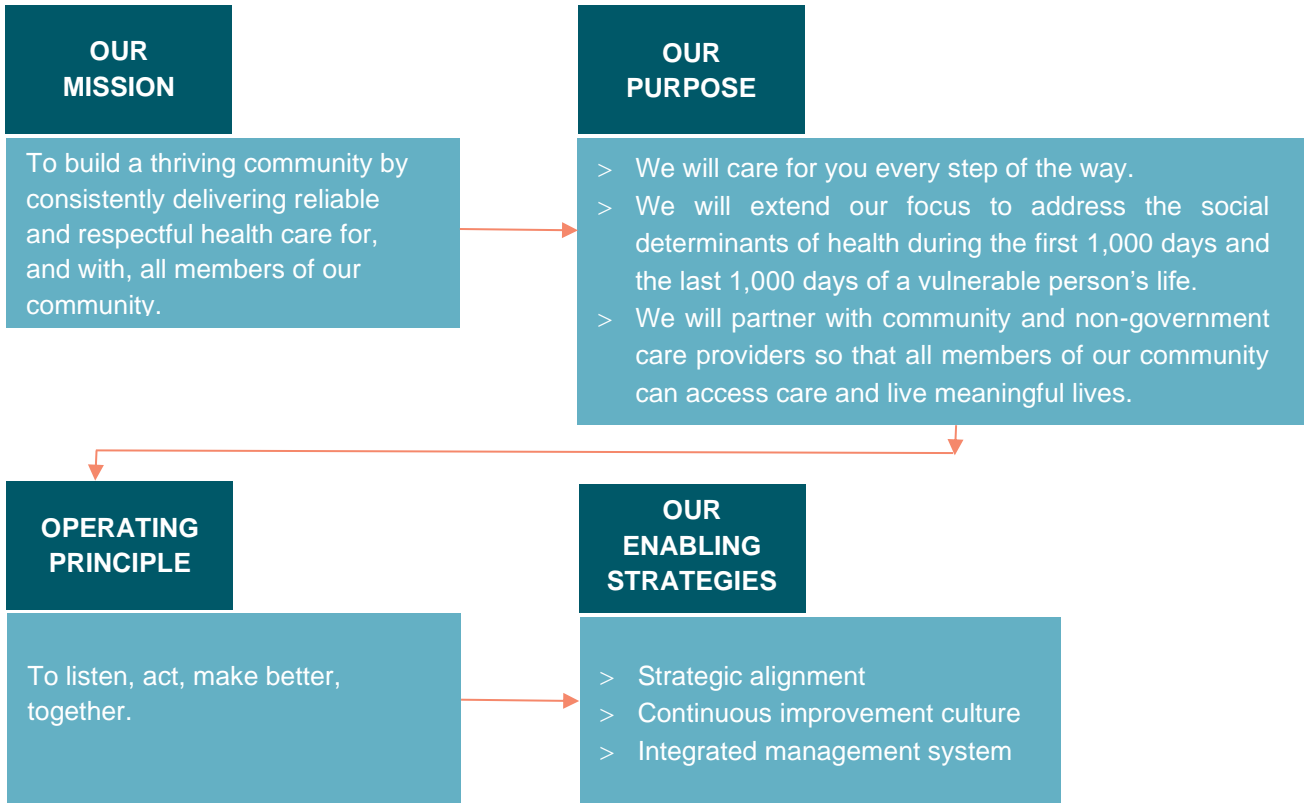 OUR
MISSION
To build a thriving community by
consistently delivering reliable
and respectful health care for,
and with, all members of our
community.
OUR
PURPOSE
> We will care for you every step of the way.
> We will extend our focus to address the social
determinants of health during the first 1,000 days and
the last 1,000 days of a vulnerable person’s life.
> We will partner with community and non-government
care providers so that all members of our community
can access care and live meaningful lives.
OPERATING
PRINCIPLE
To listen, act, make better,
together.
OUR
ENABLING
STRATEGIES
> Strategic alignment
> Continuous improvement culture
> Integrated management system